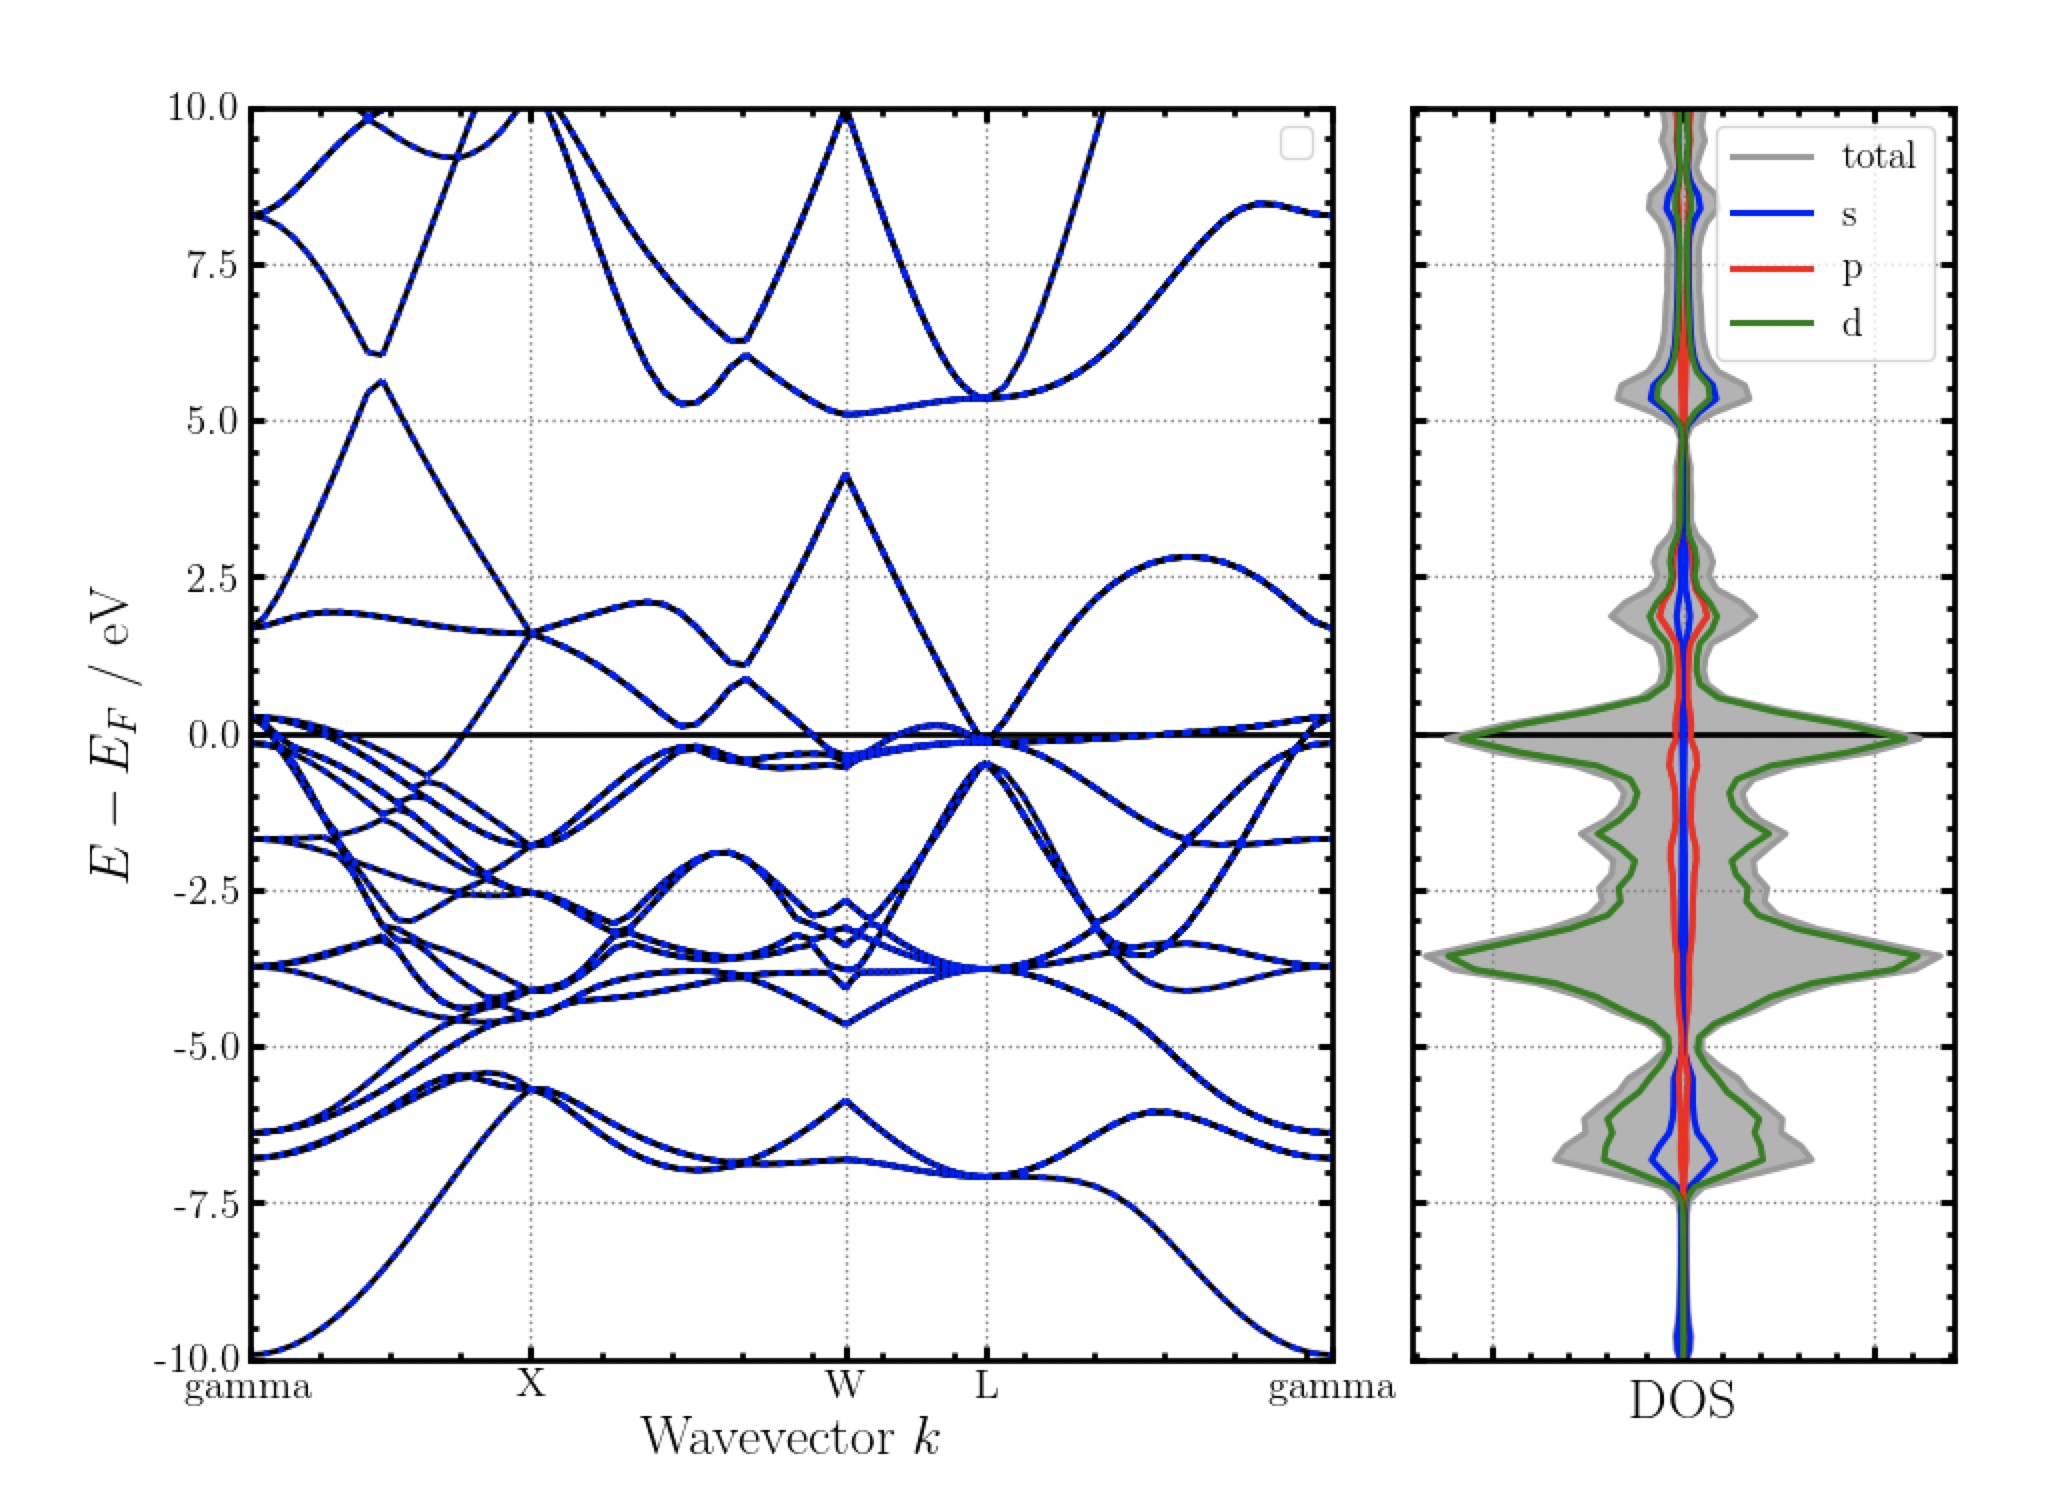 10.0
7.5
5.0
2.5
0.0
-2.5
-5.0
-7.5
-10.0
E − E_F / eV
gamma X W L gamma
Wavevector k
total
s
p
d
DOS